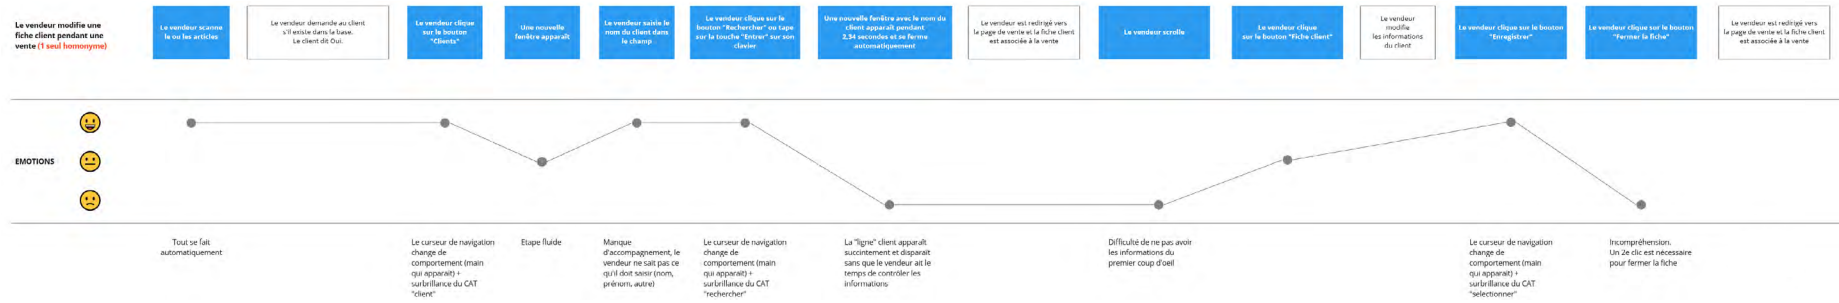 Le vendeur modifie une
fiche client pendant une
vente (1 seul homonyme)
Le vendeur scanne
le ou les articles
Le vendeur demande au client
s'il existe dans la base.
Le client dit Oui.
Le vendeur clique
sur le bouton
"Clients"
Une nouvelle
fenêtre apparaît
Le vendeur saisie le
nom du client dans
le champ
Le vendeur clique sur le
bouton "Rechercher" ou tape
sur la touche "Entrer" sur son
clavier
Une nouvelle fenêtre avec le nom du
client apparaît pendant
2,34 secondes et se ferme
automatiquement
Le vendeur est redirigé vers
la page de vente et la fiche client
est associée à la vente
Le vendeur scrolle
Le vendeur clique
sur le bouton "Fiche client"
Le vendeur
modifie
les informations
du client
Le vendeur clique sur le bouton
"Enregistrer"
Le vendeur clique sur le bouton
"Fermer la fiche"
Le vendeur est redirigé vers
la page de vente et la fiche client
est associée à la vente
EMOTIONS
Tout se fait
automatiquement
Le curseur de navigation
change de
comportement (main
qui apparait) +
surbrillance du CAT
"client"
Etape fluide
Manque
d'accompagnement, le
vendeur ne sait pas ce
qu'il doit saisir (nom,
prénom, autre)
Le curseur de navigation
change de
comportement (main
qui apparait) +
surbrillance du CAT
"rechercher"
La "ligne" client apparaît
succintement et disparaît
sans que le vendeur ait le
temps de contrôler les
informations
Difficulté de ne pas avoir
les informations du
premier coup d'oeil
Le curseur de navigation
change de
comportement (main
qui apparait) +
surbrillance du CAT
"selectionner"
Incompréhension.
Un 2e clic est nécessaire
pour fermer la fiche